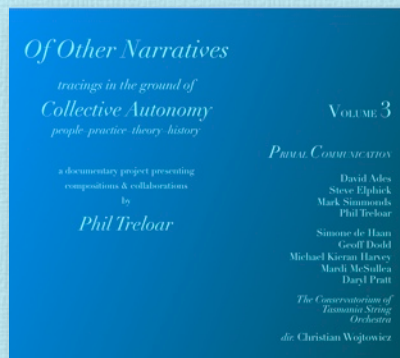 Of Other Narratives
tracings in the ground of
Collective Autonomy
people–practice–theory–history
a documentary project presenting
compositions & collaborations
by
Phil Treloar
Volume 3
Primal Communication
David Ades
Steve Elphick
Mark Simmonds
Phil Treloar
Simone de Haan
Geoff Dodd
Michael Kieran Harvey
Mardi McSullea
Daryl Pratt
The Conservatorium of
Tasmania String
Orchestra
dir. Christian Wojtowicz